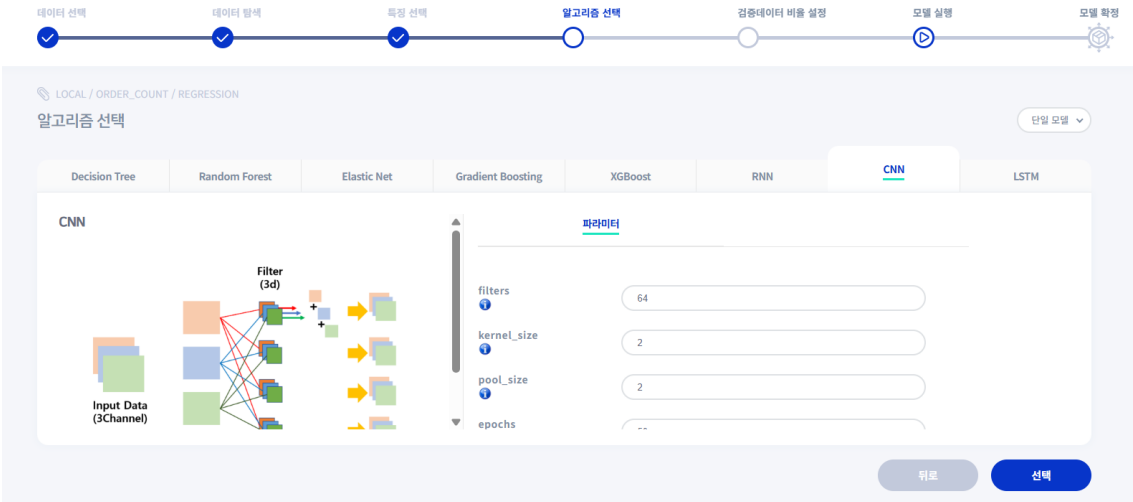 데이터 선택
데이터 탐색
특징 선택
알고리즘 선택
검증데이터 비율 설정
모델 실행
모델 확정
LOCAL / ORDER_COUNT / REGRESSION
알고리즘 선택
단일 모델
Decision Tree
Random Forest
Elastic Net
Gradient Boosting
XGBoost
RNN
CNN
LSTM
CNN
파라미터
Filter
(3d)
+
+
Input Data
(3Channel)
filters
64
kernel_size
2
pool_size
2
epochs
뒤로
선택